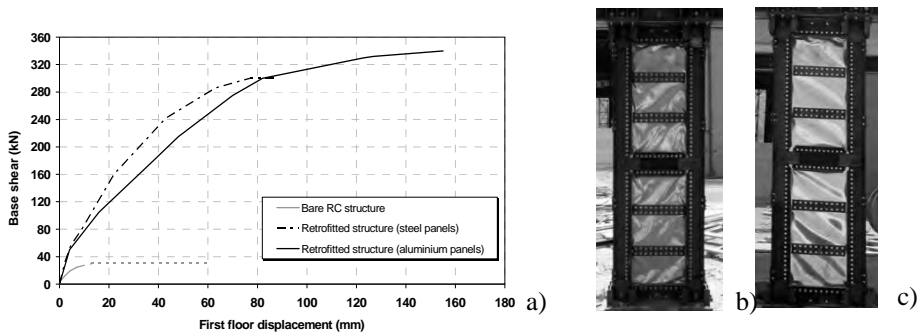 Base shear (kN)
360
320
280
240
200
160
120
80
40
0
Bare RC structure
Retrofitted structure (steel panels)
Retrofitted structure (aluminium panels)
0 20 40 60 80 100 120 140 160 180
First floor displacement (mm)
a)
b)
c)